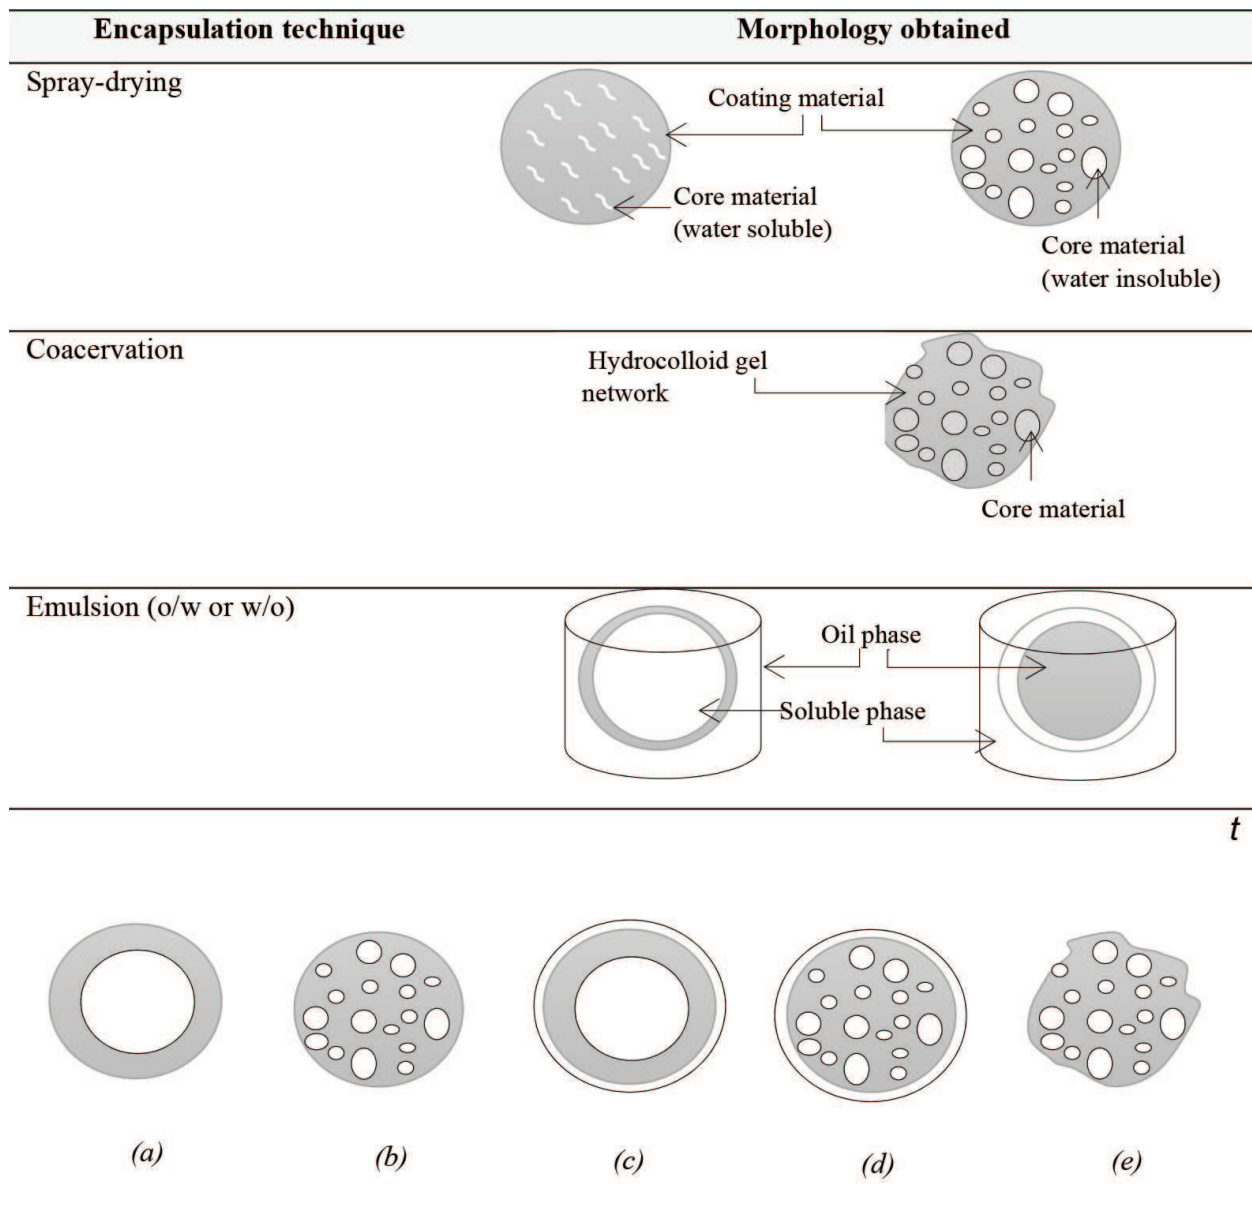 Encapsulation technique
Morphology obtained
Spray-drying
Coating material
Core material
(water soluble)
Core material
(water insoluble)
Coacervation
Hydrocolloid gel
network
Core material
Emulsion (o/w or w/o)
Oil phase
Soluble phase
t
(a)
(b)
(c)
(d)
(e)